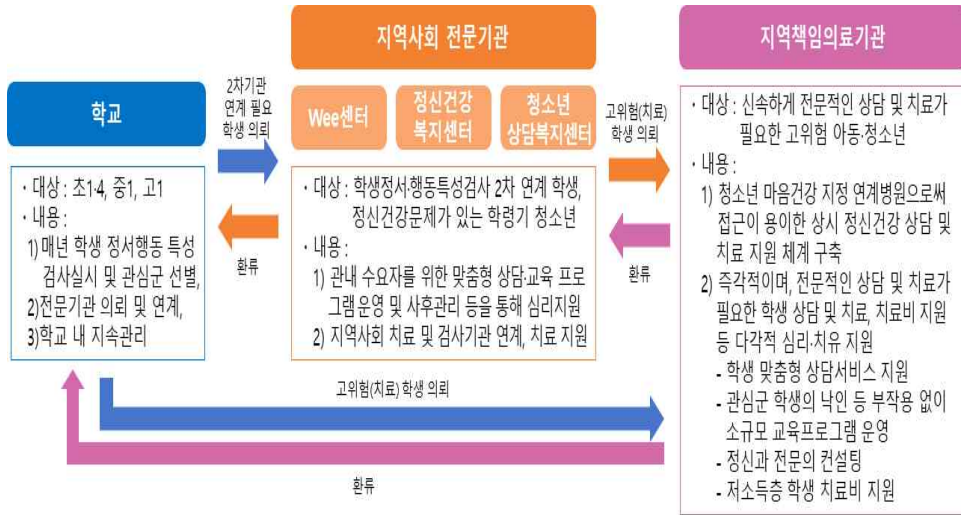 학교
· 대상 : 초1·4, 중1, 고1
· 내용 :
1) 매년 학생 정서행동 특성
검사실시 및 관심군 선별,
2)전문기관 의뢰 및 연계,
3)학교 내 지속관리
2차기관
연계 필요
학생 의뢰
환류
지역사회 전문기관
Wee센터
정신건강
복지센터
청소년
상담복지센터
· 대상 : 학생정서·행동특성검사 2차 연계 학생,
정신건강문제가 있는 학령기 청소년
· 내용 :
1) 관내 수요자를 위한 맞춤형 상담·교육 프로
그램운영 및 사후관리 등을 통해 심리지원
2) 지역사회 치료 및 검사기관 연계, 치료 지원
고위험(치료)
학생 의뢰
환류
지역책임의료기관
· 대상 : 신속하게 전문적인 상담 및 치료가
필요한 고위험 아동·청소년
· 내용 :
1) 청소년 마음건강 지정 연계병원으로써
접근이 용이한 상시 정신건강 상담 및
치료 지원 체계 구축
2) 즉각적이며, 전문적인 상담 및 치료가
필요한 학생 상담 및 치료, 치료비 지원
등 다각적 심리·치유 지원
- 학생 맞춤형 상담서비스 지원
- 관심군 학생의 낙인 등 부작용 없이
소규모 교육프로그램 운영
- 정신과 전문의 컨설팅
- 저소득층 학생 치료비 지원
고위험(치료) 학생 의뢰
환류